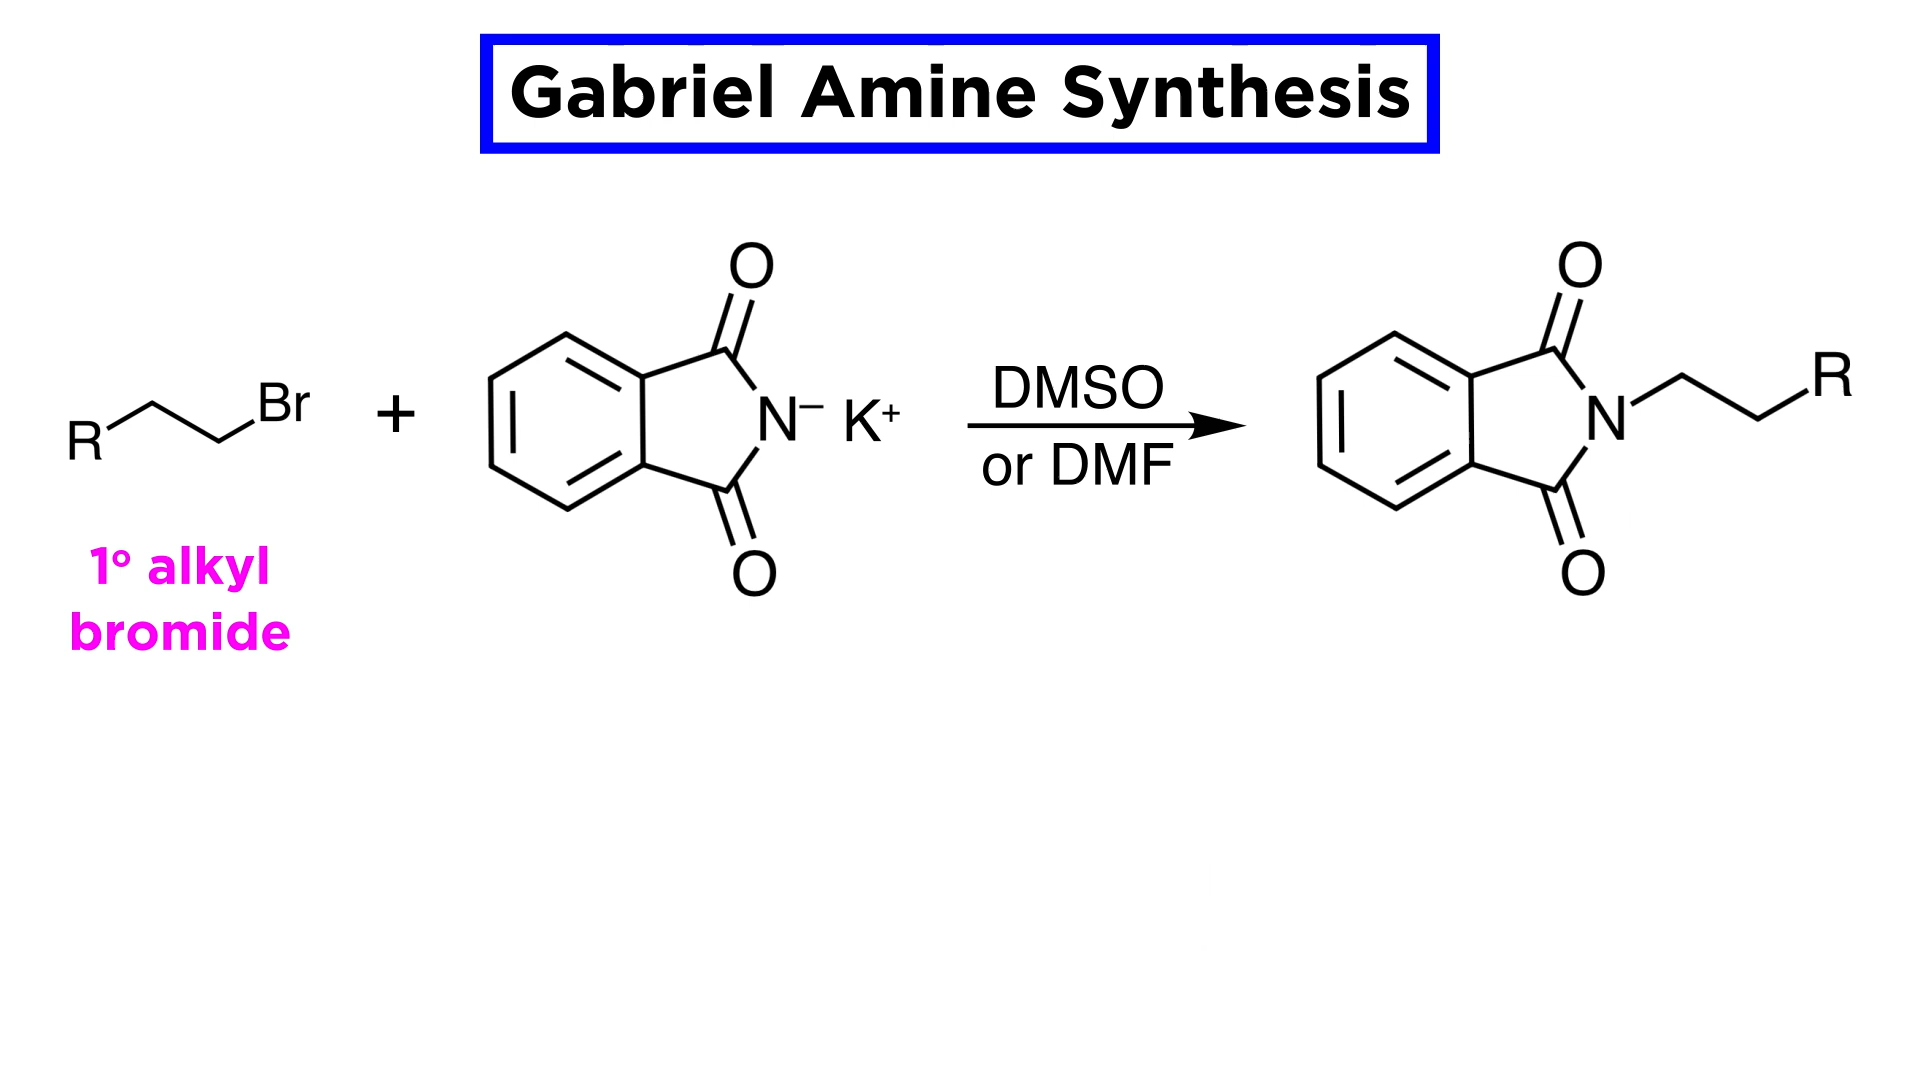 Gabriel Amine Synthesis
R
Br
+
O
N– K+
O
DMSO
or DMF
O
N
R
O
1° alkyl
bromide